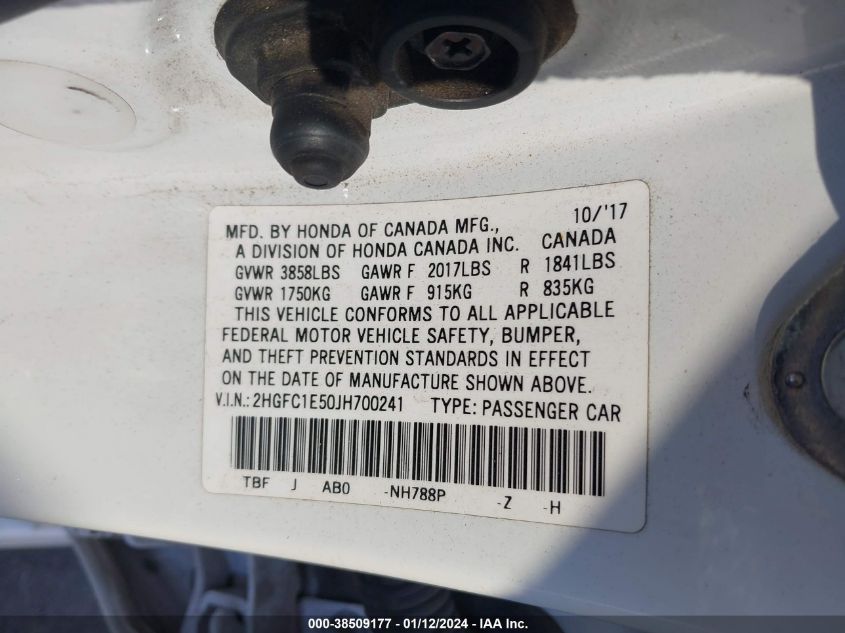 10/'17
MFD. BY HONDA OF CANADA MFG.,
A DIVISION OF HONDA CANADA INC. CANADA
GVWR 3858LBS GAWR F 2017LBS R 1841LBS
GVWR 1750KG GAWR F 915KG R 835KG
THIS VEHICLE CONFORMS TO ALL APPLICABLE
FEDERAL MOTOR VEHICLE SAFETY, BUMPER,
AND THEFT PREVENTION STANDARDS IN EFFECT
ON THE DATE OF MANUFACTURE SHOWN ABOVE.
V.I.N.: 2HGFC1E50JH700241 TYPE: PASSENGER CAR
TBF J AB0 -NH788P -Z -H
000-38509177 - 01/12/2024 - IAA Inc.